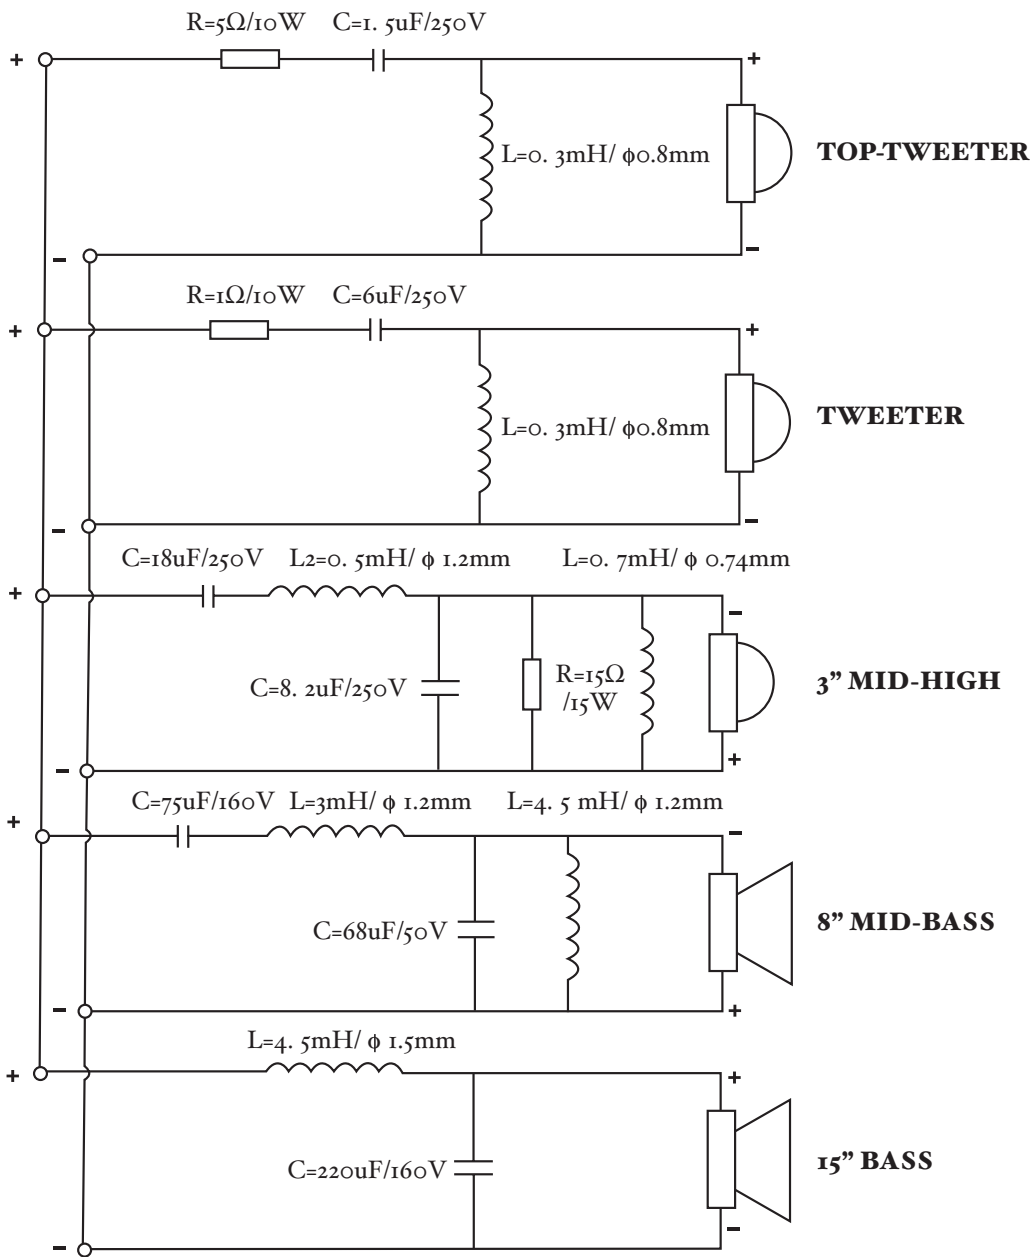 R=5Ω/10W C=1. 5uF/250V
+ +
L=0. 3mH/ ϕ0.8mm TOP-TWEETER
− −
R=1Ω/10W C=6uF/250V
+ +
L=0. 3mH/ ϕ0.8mm TWEETER
− −
C=18uF/250V L2=0. 5mH/ ϕ 1.2mm L=0. 7mH/ ϕ 0.74mm
+ −
C=8. 2uF/250V R=15Ω 3” MID-HIGH
/15W
− +
C=75uF/160V L=3mH/ ϕ 1.2mm L=4. 5 mH/ ϕ 1.2mm
+ −
C=68uF/50V 8” MID-BASS
− +
L=4. 5mH/ ϕ 1.5mm
+ +
C=220uF/160V 15” BASS
− −